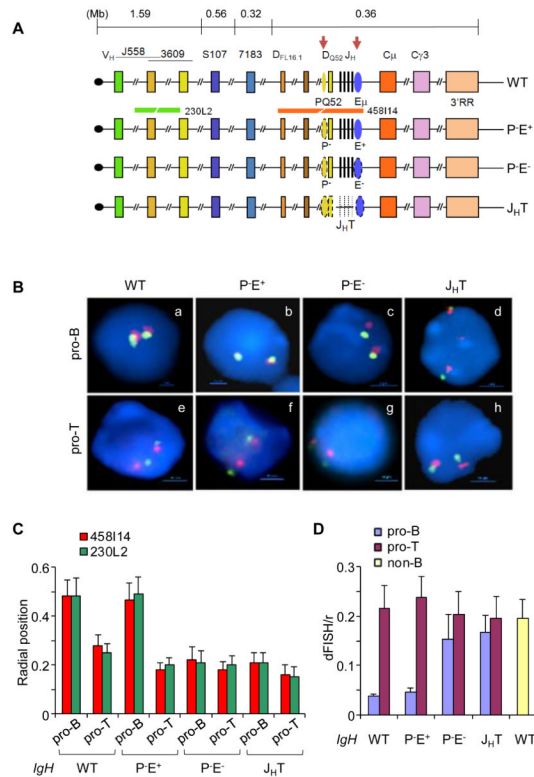 (Mb) 1.59 0.56 0.32 0.36
A
VH J558 3609 S107 7183 DFL16.1 DQ52 JH Cμ Cγ3
WT
230L2 PQ52 Eμ 458I14 3'RR
P-E+
P- E+
P-E-
P- E-
JHT
JHT
B
WT P-E+ P-E- JHT
pro-B a b c d
pro-T e f g h
C
458I14
230L2
Radial position
0.6
0.4
0.2
0
pro-B pro-T pro-B pro-T pro-B pro-T pro-B pro-T
IgH WT P-E+ P-E- JHT
D
pro-B
pro-T
non-B
dFISH/r
0.3
0.2
0.1
0
IgH WT P-E+ P-E- JHT WT